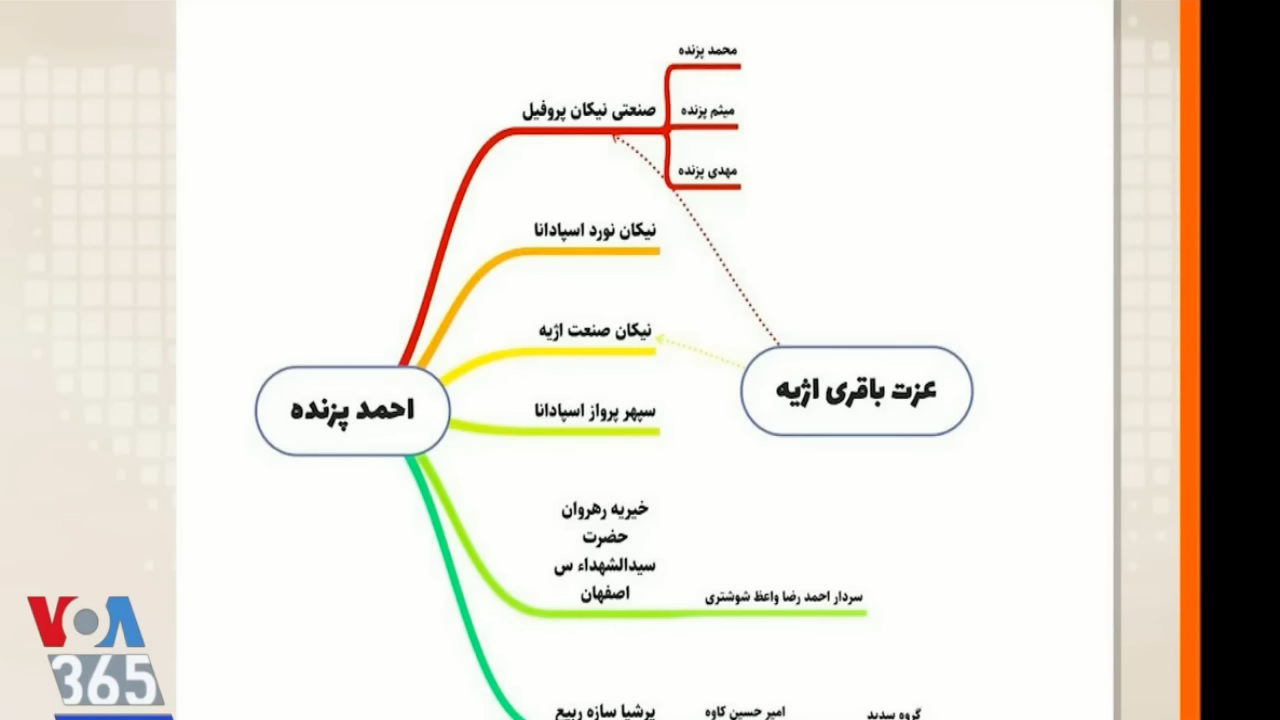 محمد پزنده
صنعتی نیکان پروفیل
میثم پزنده
مهدی پزنده
نیکان نورد اسپادانا
نیکان صنعت اژیه
عزت باقری اژیه
احمد پزنده
سپهر پرواز اسپادانا
خیریه رهروان
حضرت
سیدالشهداء س
اصفهان
سردار احمد رضا واعظ شوشتری
پرشیا سازه ربیع
امیر حسین کاوه
گروه سدید
VOA
365